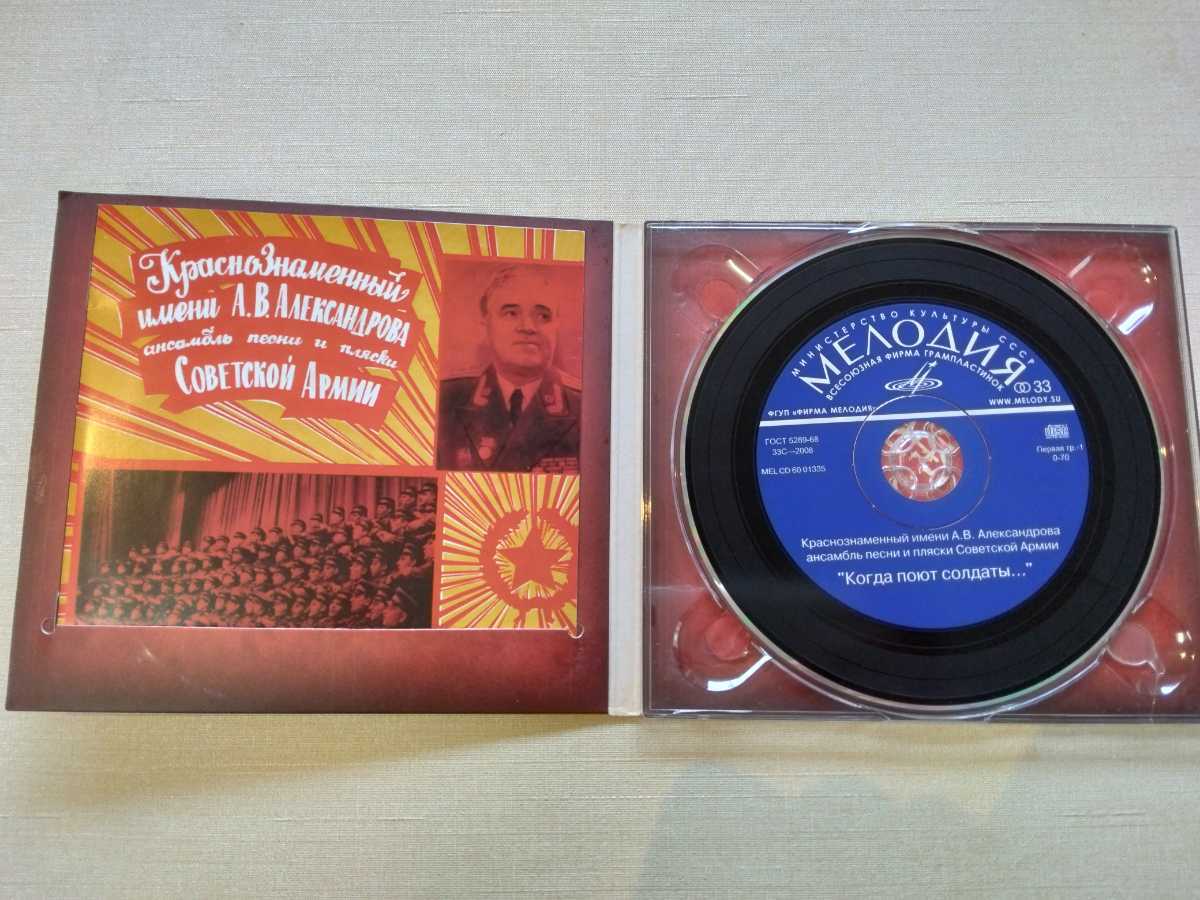 Краснознаменный
имени А.В. Александрова
ансамбль песни и пляски
Советской Армии
МИНИСТЕРСТВО КУЛЬТУРЫ СССР
МЕЛОДИЯ
ВСЕСОЮЗНАЯ ФИРМА ГРАМПЛАСТИНОК
33
ФГУП «ФИРМА МЕЛОДИЯ»
WWW.MELODY.SU
ГОСТ 5289-68
33С—2008
MEL CD 60 01335
disc
Первая гр.-1
0-70
Краснознаменный имени А.В. Александрова
ансамбль песни и пляски Советской Армии
"Когда поют солдаты..."